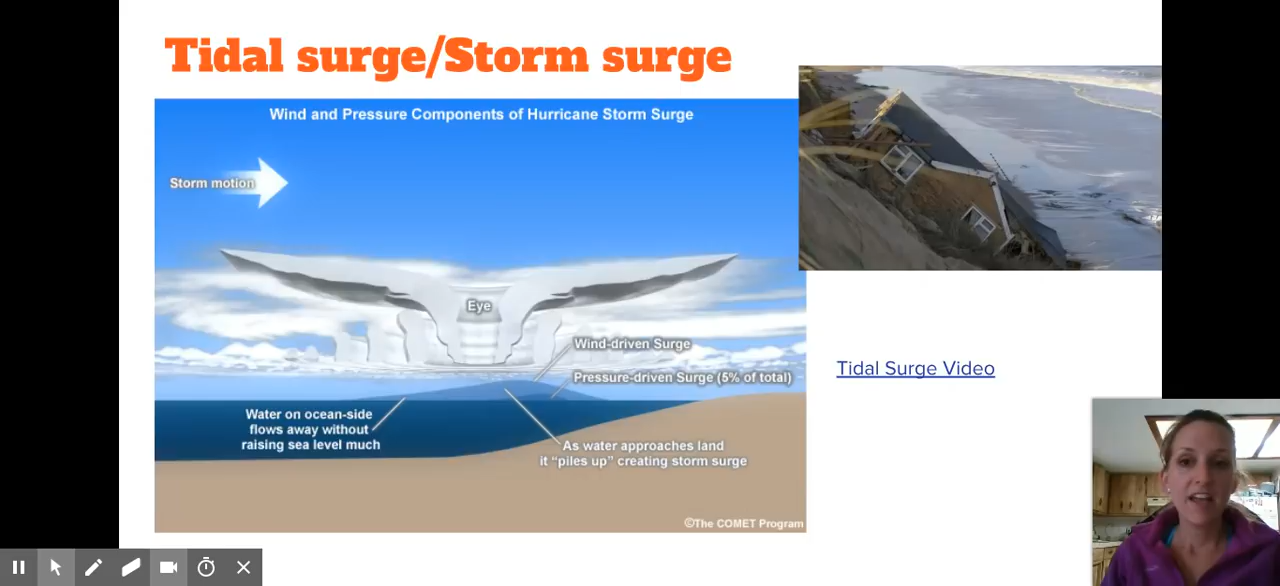 Tidal surge/Storm surge
Wind and Pressure Components of Hurricane Storm Surge
Storm motion
Eye
Wind-driven Surge
Pressure-driven Surge (5% of total)
Water on ocean-side
flows away without
raising sea level much
As water approaches land
it “piles up” creating storm surge
©The COMET Program
Tidal Surge Video